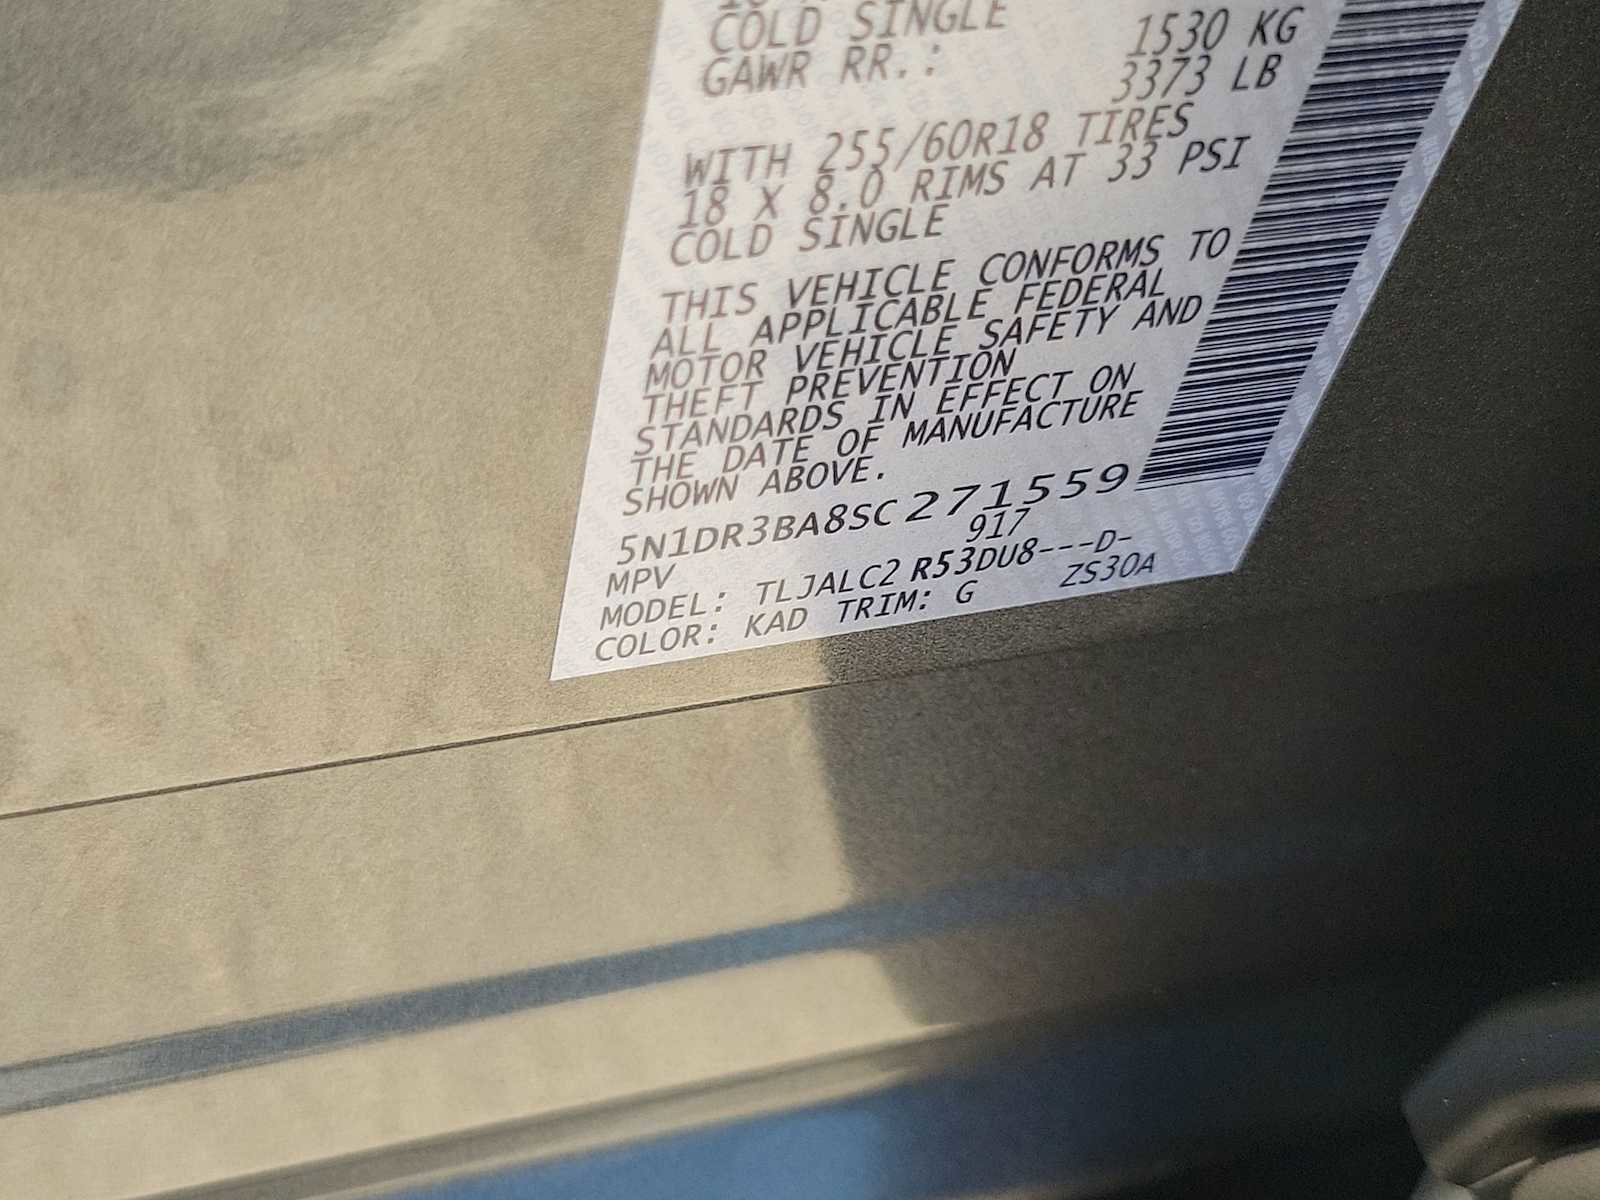 COLD SINGLE
GAWR RR.: 1530 KG
3373 LB
WITH 255/60R18 TIRES
18 X 8.0 RIMS AT 33 PSI
COLD SINGLE
THIS VEHICLE CONFORMS TO
ALL APPLICABLE FEDERAL
MOTOR VEHICLE SAFETY AND
THEFT PREVENTION
STANDARDS IN EFFECT ON
THE DATE OF MANUFACTURE
SHOWN ABOVE.
5N1DR3BA8SC271559
MPV 917
MODEL: TLJALC2 R53DU8---D-
COLOR: KAD TRIM: G ZS30A